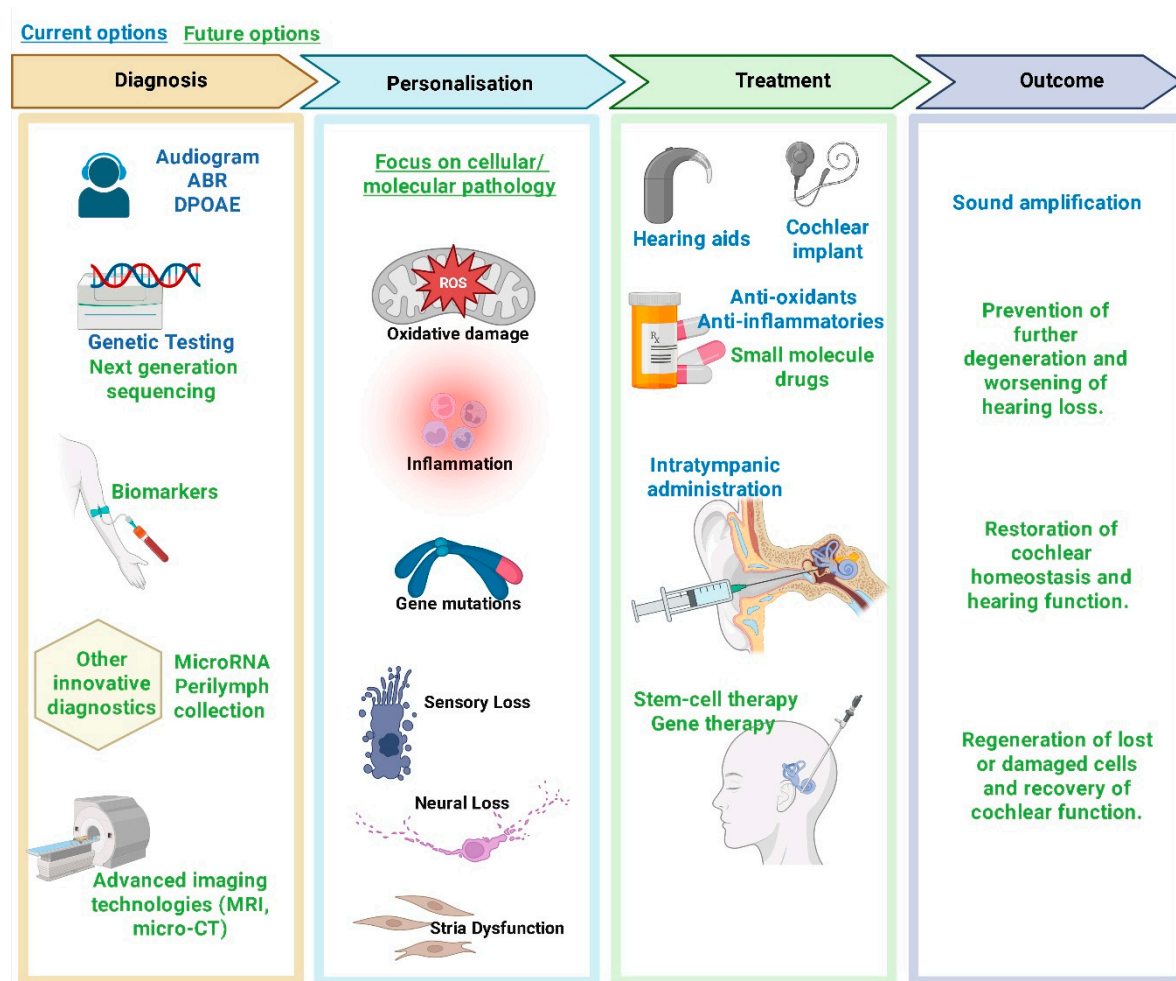 Current options Future options
Diagnosis
Personalisation
Treatment
Outcome
Audiogram
ABR
DPOAE
Genetic Testing
Next generation
sequencing
Biomarkers
Other
innovative
diagnostics
MicroRNA
Perilymph
collection
Advanced imaging
technologies (MRI,
micro-CT)
Focus on cellular/
molecular pathology
ROS
Oxidative damage
Inflammation
Gene mutations
Sensory Loss
Neural Loss
Stria Dysfunction
Hearing aids
Cochlear
implant
Rx
Anti-oxidants
Anti-inflammatories
Small molecule
drugs
Intratympanic
administration
Stem-cell therapy
Gene therapy
Sound amplification
Prevention of
further
degeneration and
worsening of
hearing loss.
Restoration of
cochlear
homeostasis and
hearing function.
Regeneration of lost
or damaged cells
and recovery of
cochlear function.